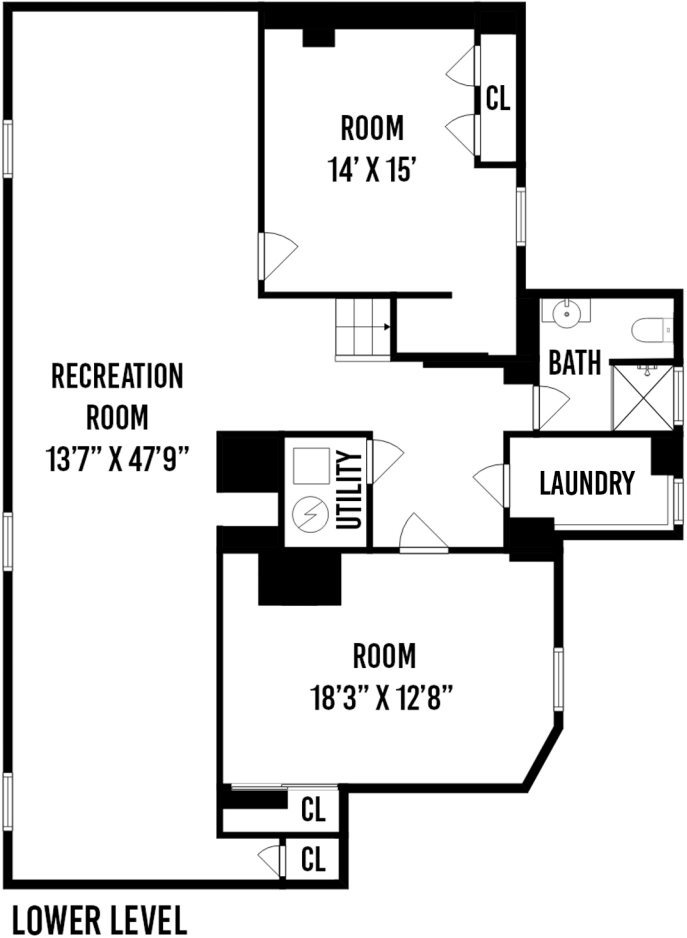 CL
ROOM
14’ X 15’
BATH
RECREATION
ROOM
13’7” X 47’9”
UTILITY
LAUNDRY
ROOM
18’3” X 12’8”
CL
CL
LOWER LEVEL